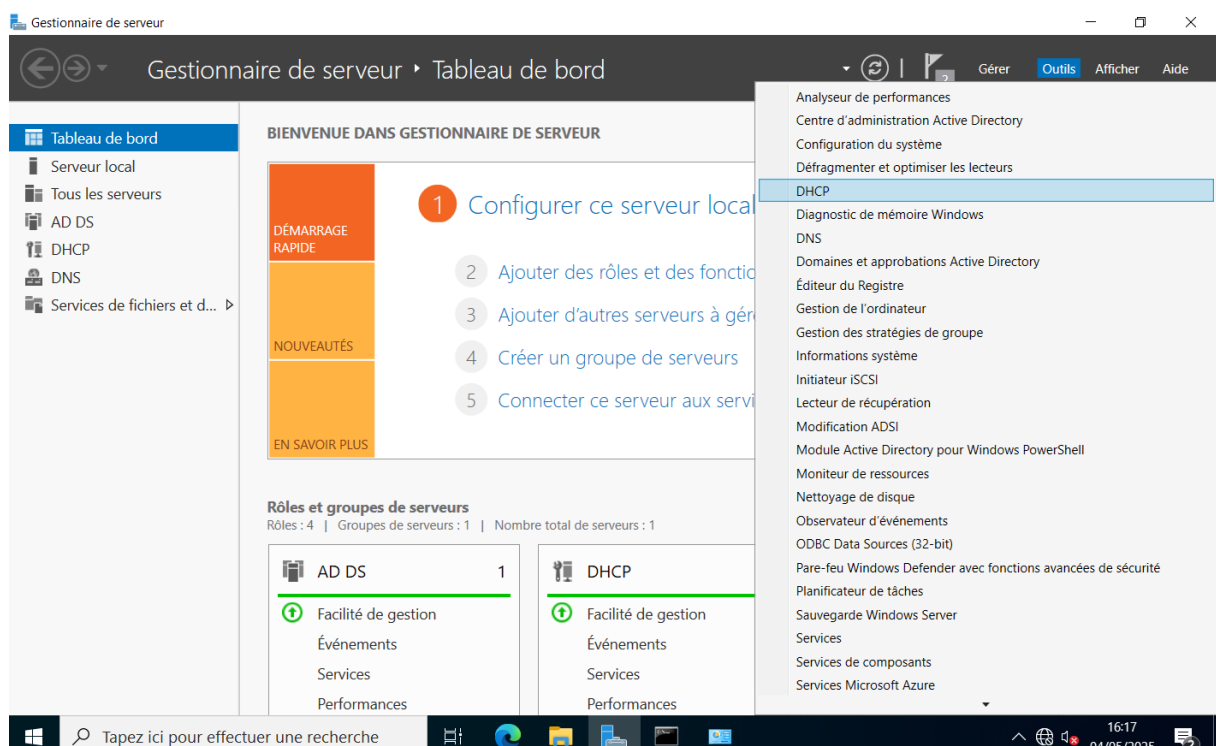 Gestionnaire de serveur
Gestionnaire de serveur ‣ Tableau de bord
2
Gérer
Outils
Afficher
Aide
Tableau de bord
Serveur local
Tous les serveurs
AD DS
DHCP
DNS
Services de fichiers et d...
BIENVENUE DANS GESTIONNAIRE DE SERVEUR
DÉMARRAGE
RAPIDE
NOUVEAUTÉS
EN SAVOIR PLUS
1 Configurer ce serveur local
2 Ajouter des rôles et des fonctio
3 Ajouter d'autres serveurs à gér
4 Créer un groupe de serveurs
5 Connecter ce serveur aux servi
Rôles et groupes de serveurs
Rôles : 4 | Groupes de serveurs : 1 | Nombre total de serveurs : 1
AD DS 1
Facilité de gestion
Événements
Services
Performances
DHCP
Facilité de gestion
Événements
Services
Performances
Analyseur de performances
Centre d'administration Active Directory
Configuration du système
Défragmenter et optimiser les lecteurs
DHCP
Diagnostic de mémoire Windows
DNS
Domaines et approbations Active Directory
Éditeur du Registre
Gestion de l'ordinateur
Gestion des stratégies de groupe
Informations système
Initiateur iSCSI
Lecteur de récupération
Modification ADSI
Module Active Directory pour Windows PowerShell
Moniteur de ressources
Nettoyage de disque
Observateur d'événements
ODBC Data Sources (32-bit)
Pare-feu Windows Defender avec fonctions avancées de sécurité
Planificateur de tâches
Sauvegarde Windows Server
Services
Services de composants
Services Microsoft Azure
Tapez ici pour effectuer une recherche
16:17
04/05/2025
2